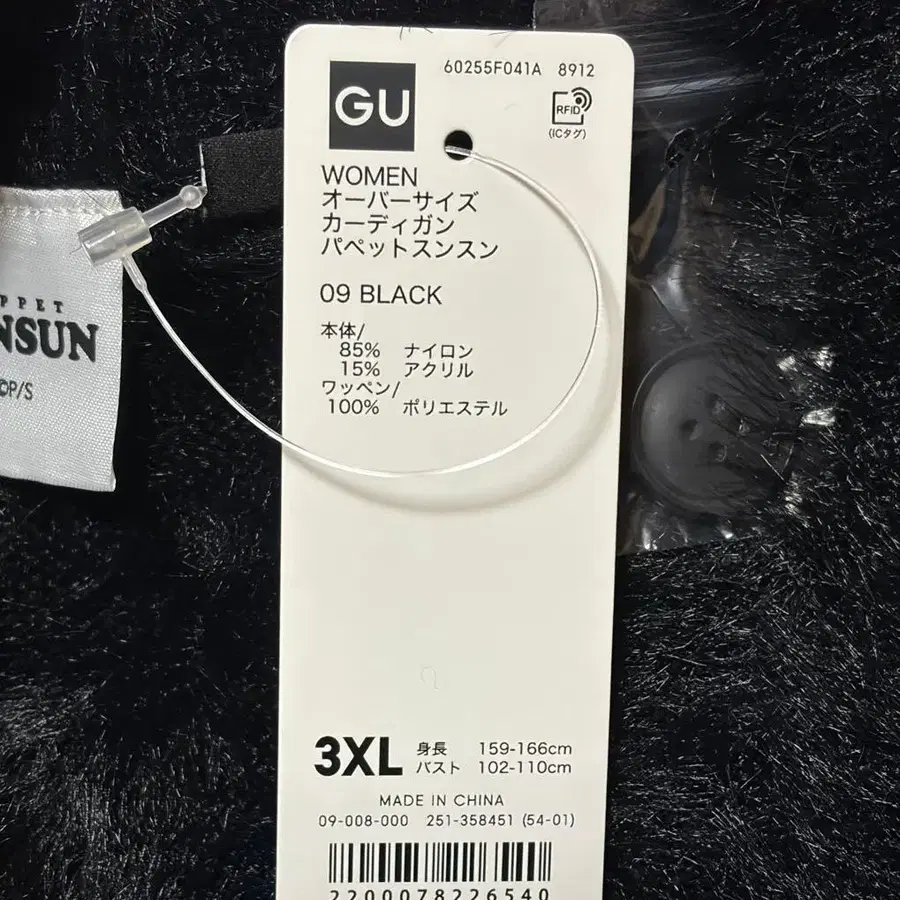 GU
60255F041A 8912
RFID
(ICタグ)
WOMEN
オーバーサイズ
カーディガン
パペットスンスン
09 BLACK
本体/
85% ナイロン
15% アクリル
ワッペン/
100% ポリエステル
3XL
身長 159-166cm
バスト 102-110cm
MADE IN CHINA
09-008-000 251-358451 (54-01)
2200078226540
PPET
NSUN
©P/S